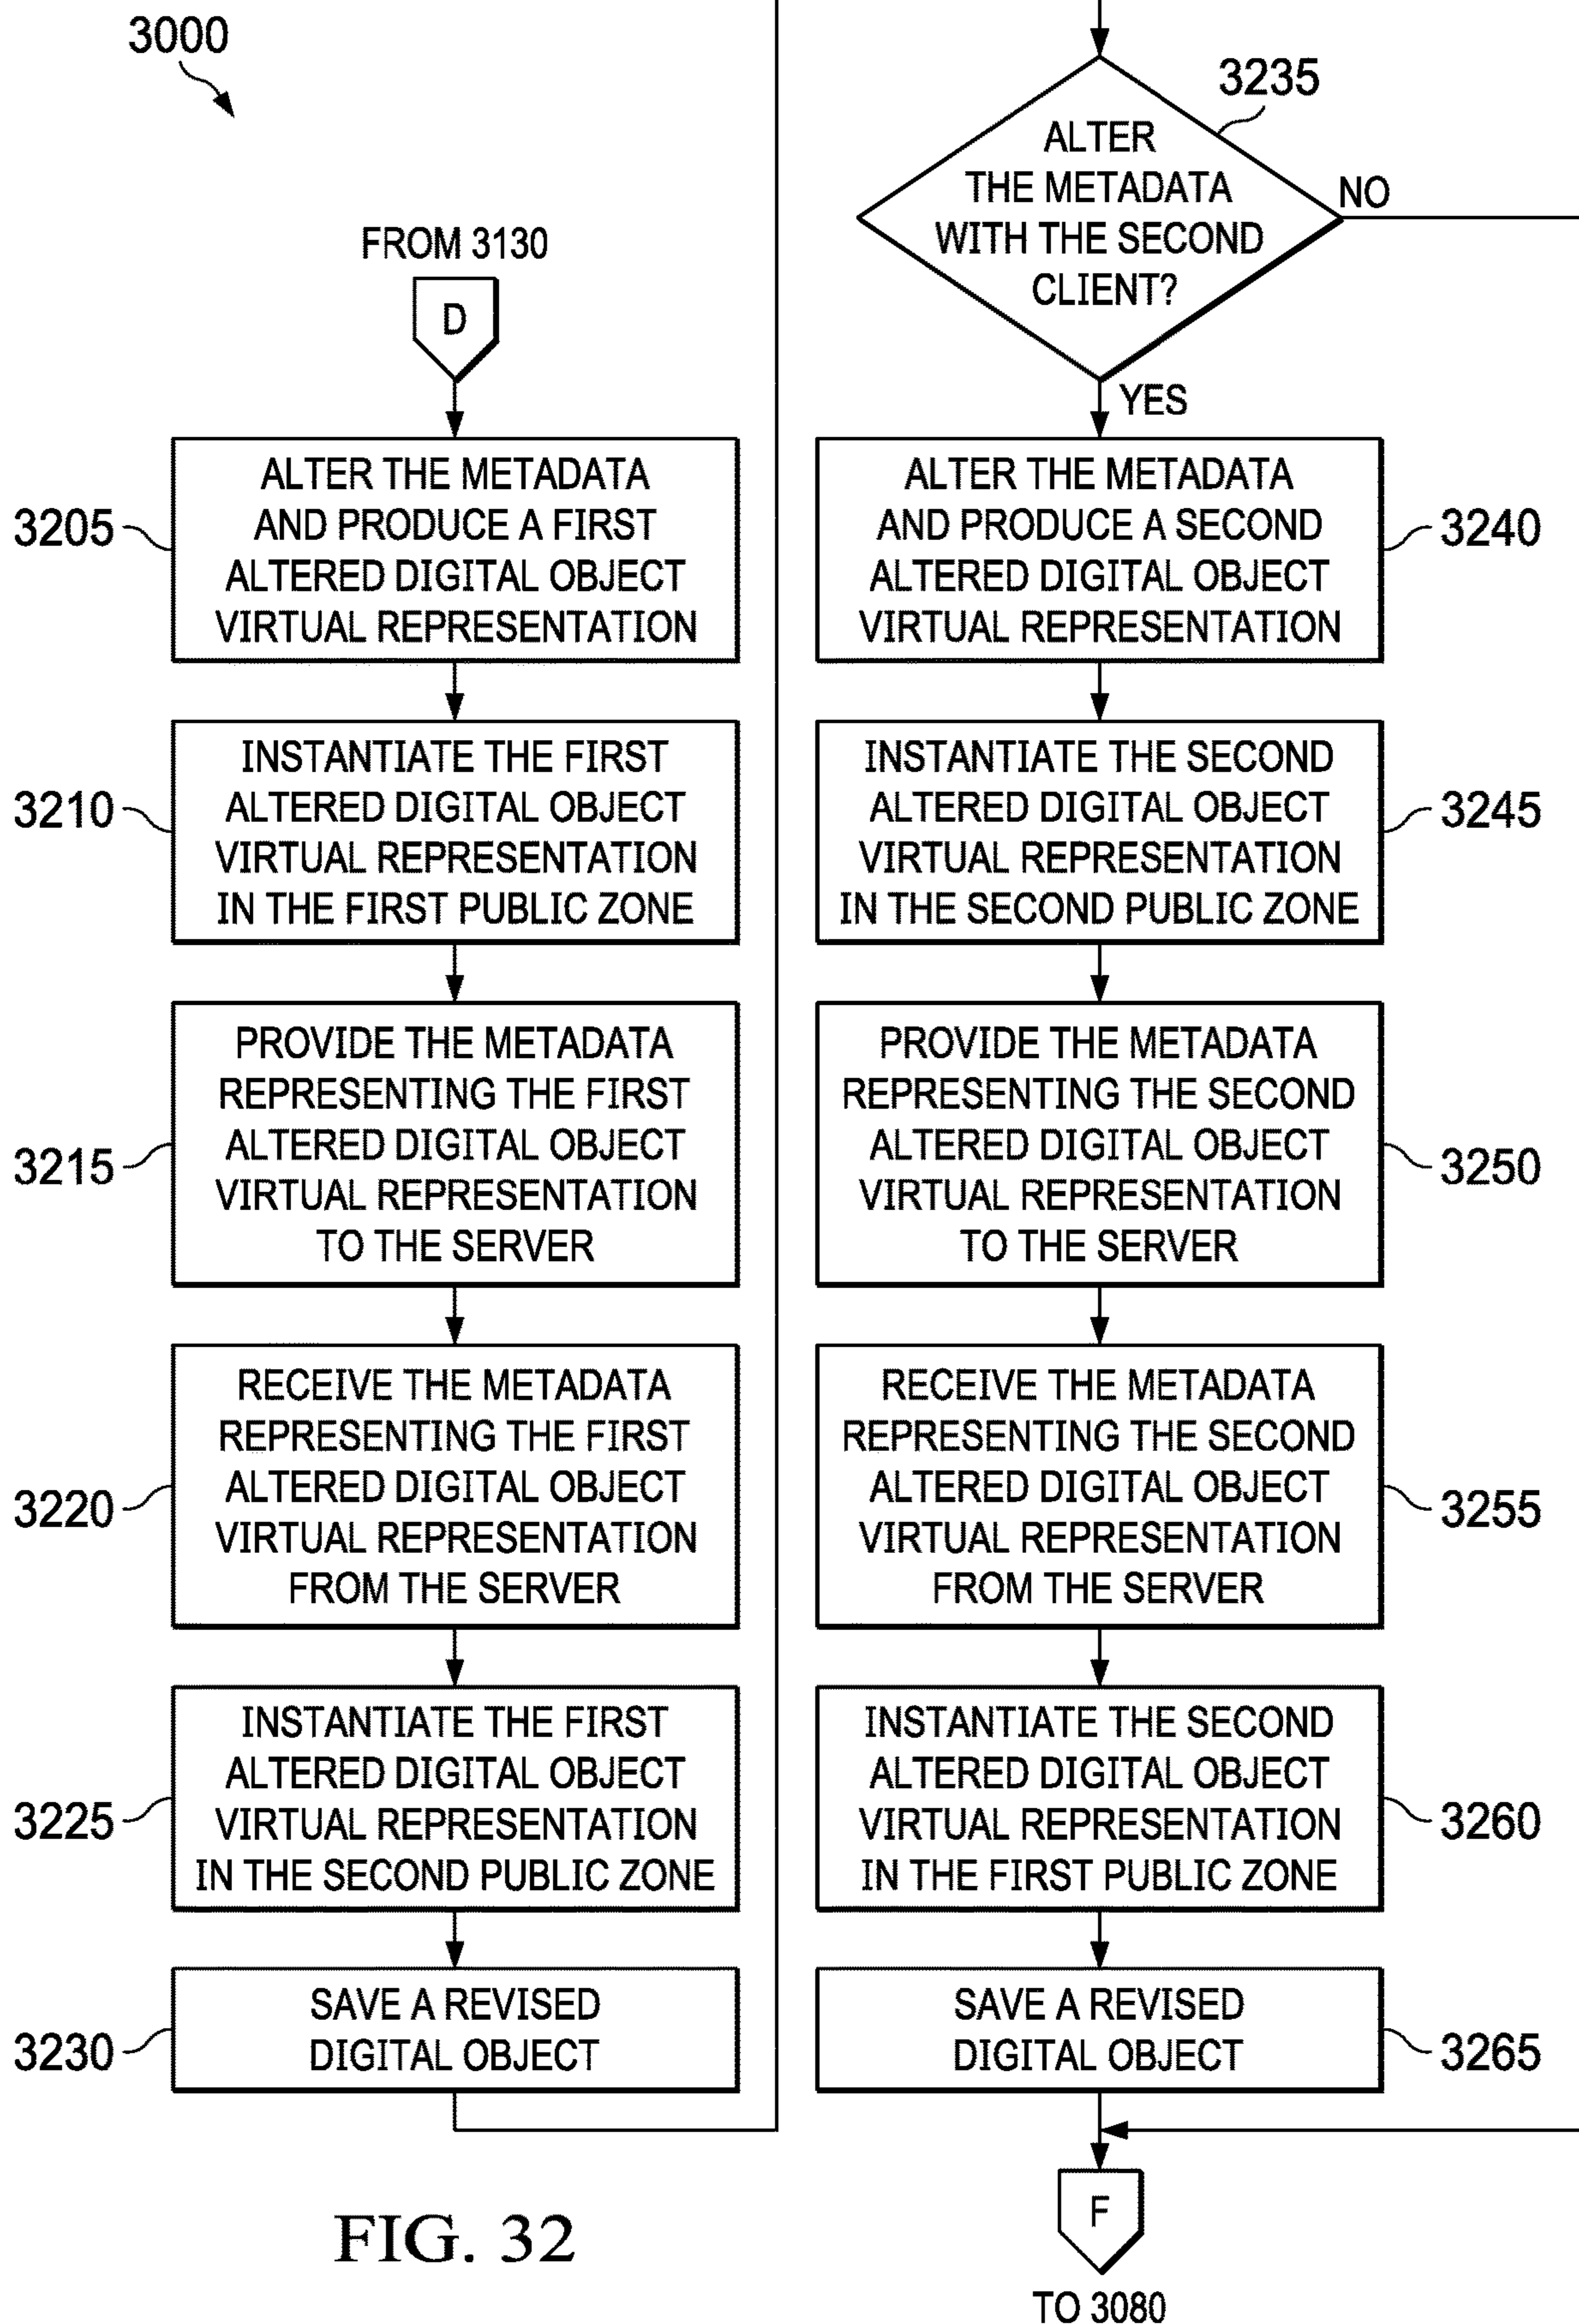 3000
FROM 3130
D
3205
ALTER THE METADATA
AND PRODUCE A FIRST
ALTERED DIGITAL OBJECT
VIRTUAL REPRESENTATION
3210
INSTANTIATE THE FIRST
ALTERED DIGITAL OBJECT
VIRTUAL REPRESENTATION
IN THE FIRST PUBLIC ZONE
3215
PROVIDE THE METADATA
REPRESENTING THE FIRST
ALTERED DIGITAL OBJECT
VIRTUAL REPRESENTATION
TO THE SERVER
3220
RECEIVE THE METADATA
REPRESENTING THE FIRST
ALTERED DIGITAL OBJECT
VIRTUAL REPRESENTATION
FROM THE SERVER
3225
INSTANTIATE THE FIRST
ALTERED DIGITAL OBJECT
VIRTUAL REPRESENTATION
IN THE SECOND PUBLIC ZONE
3230
SAVE A REVISED
DIGITAL OBJECT
3235
ALTER
THE METADATA
WITH THE SECOND
CLIENT?
NO
YES
3240
ALTER THE METADATA
AND PRODUCE A SECOND
ALTERED DIGITAL OBJECT
VIRTUAL REPRESENTATION
3245
INSTANTIATE THE SECOND
ALTERED DIGITAL OBJECT
VIRTUAL REPRESENTATION
IN THE SECOND PUBLIC ZONE
3250
PROVIDE THE METADATA
REPRESENTING THE SECOND
ALTERED DIGITAL OBJECT
VIRTUAL REPRESENTATION
TO THE SERVER
3255
RECEIVE THE METADATA
REPRESENTING THE SECOND
ALTERED DIGITAL OBJECT
VIRTUAL REPRESENTATION
FROM THE SERVER
3260
INSTANTIATE THE SECOND
ALTERED DIGITAL OBJECT
VIRTUAL REPRESENTATION
IN THE FIRST PUBLIC ZONE
3265
SAVE A REVISED
DIGITAL OBJECT
F
TO 3080
FIG. 32